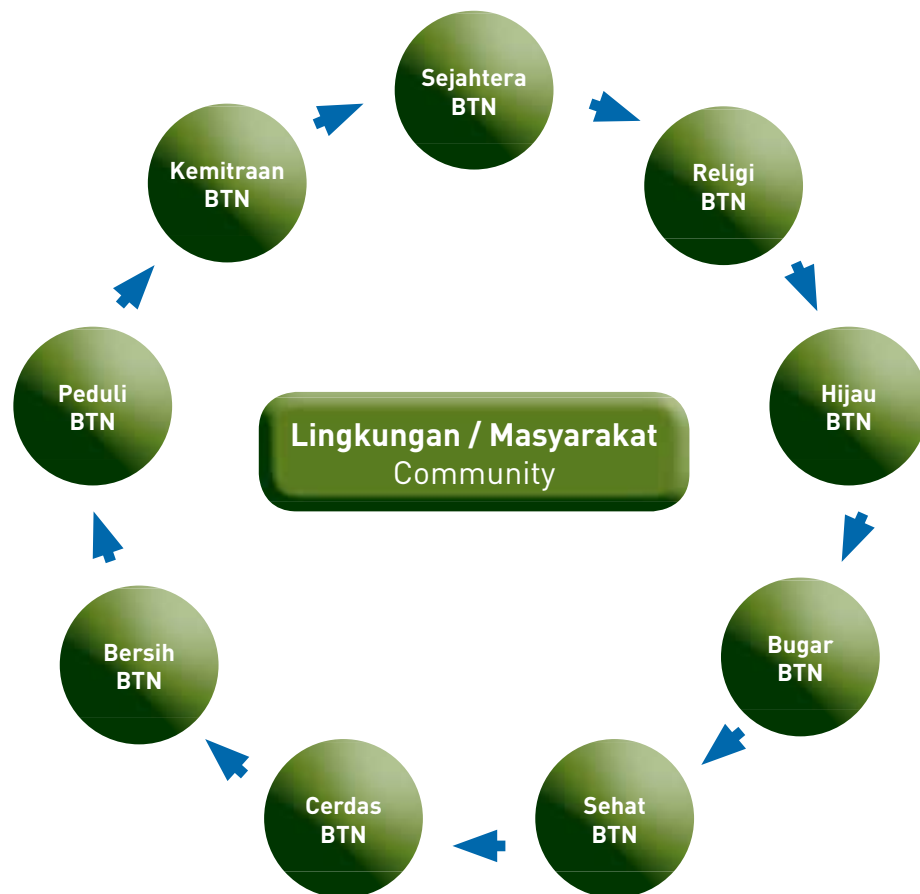 Sejahtera
BTN
Religi
BTN
Hijau
BTN
Bugar
BTN
Sehat
BTN
Cerdas
BTN
Bersih
BTN
Peduli
BTN
Kemitraan
BTN
Lingkungan / Masyarakat
Community